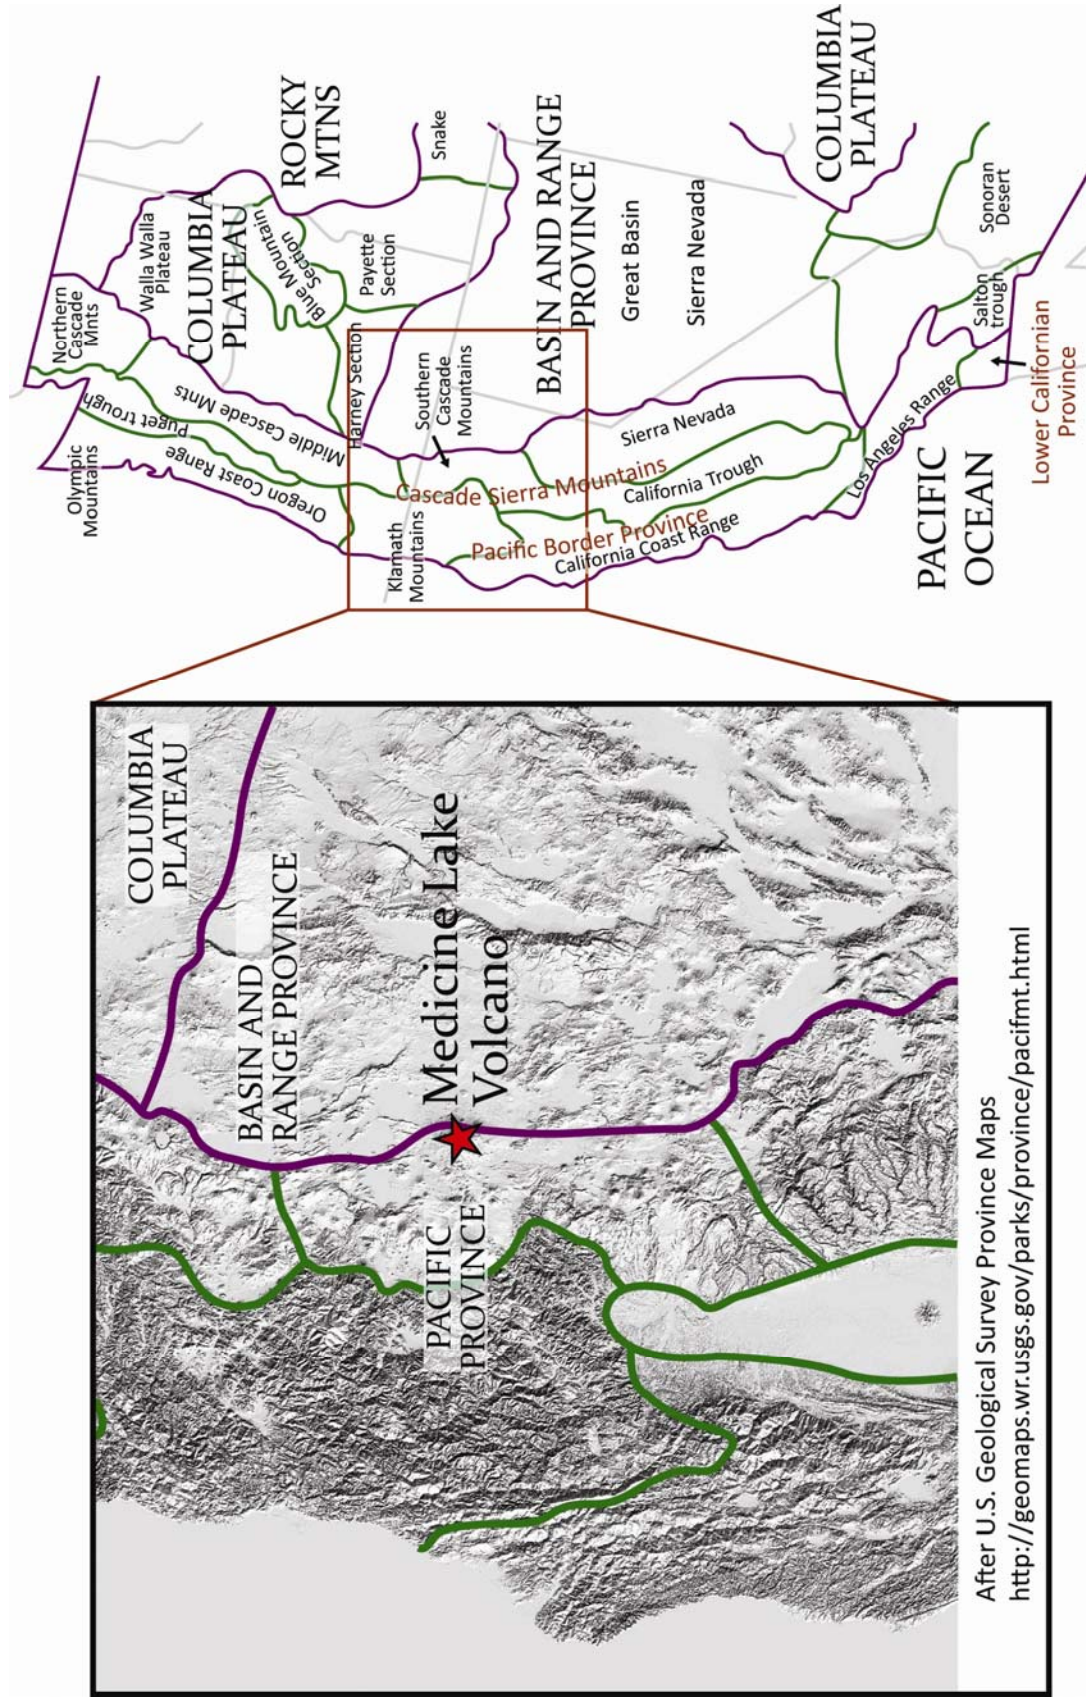 COLUMBIA
PLATEAU
BASIN AND
RANGE PROVINCE
Medicine Lake
Volcano
PACIFIC
PROVINCE
After U.S. Geological Survey Province Maps
http://geomaps.wr.usgs.gov/parks/province/pacifmt.html
Olympic
Mountains
Northern
Cascade
Mnts
Puget trough
Oregon Coast Range
Middle Cascade Mnts
Walla Walla
Plateau
COLUMBIA
PLATEAU
Blue Mountain
Section
ROCKY
MTNS
Snake
Payette
Section
Harney Section
Klamath
Mountains
Southern
Cascade
Mountains
Cascade Sierra Mountains
Pacific Border Province
California Coast Range
California Trough
Sierra Nevada
BASIN AND RANGE
PROVINCE
Great Basin
Sierra Nevada
COLUMBIA
PLATEAU
Los Angeles Range
Salton
trough
Sonoran
Desert
PACIFIC
OCEAN
Lower Californian
Province